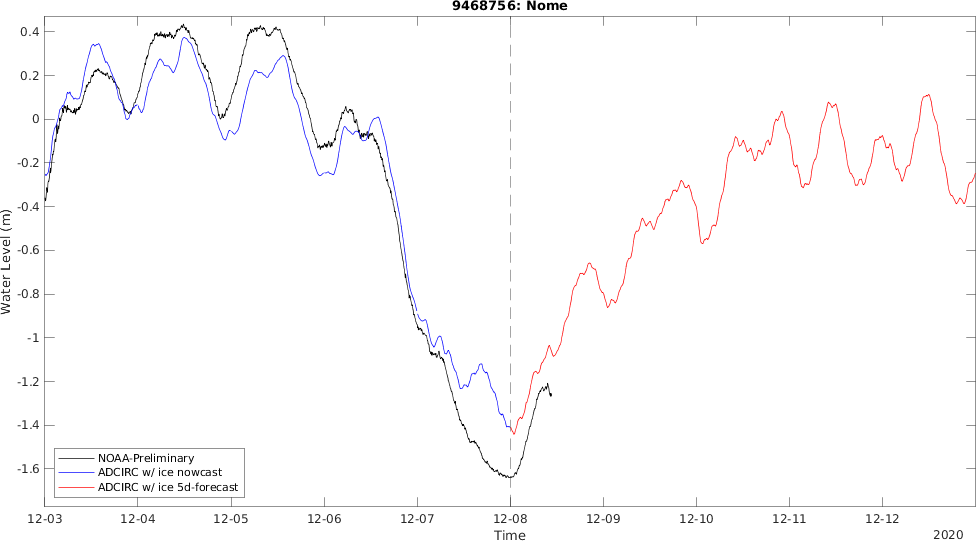 9468756: Nome
0.4
0.2
0
-0.2
-0.4
-0.6
-0.8
-1
-1.2
-1.4
-1.6
Water Level (m)
NOAA-Preliminary
ADCIRC w/ ice nowcast
ADCIRC w/ ice 5d-forecast
12-03 12-04 12-05 12-06 12-07 12-08 12-09 12-10 12-11 12-12
Time
2020